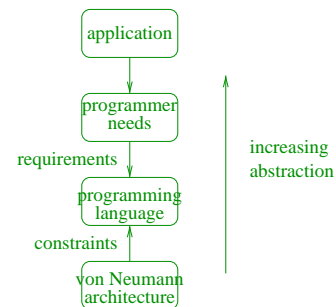 application
programmer
needs
requirements
increasing
abstraction
programming
language
constraints
von Neumann
architecture